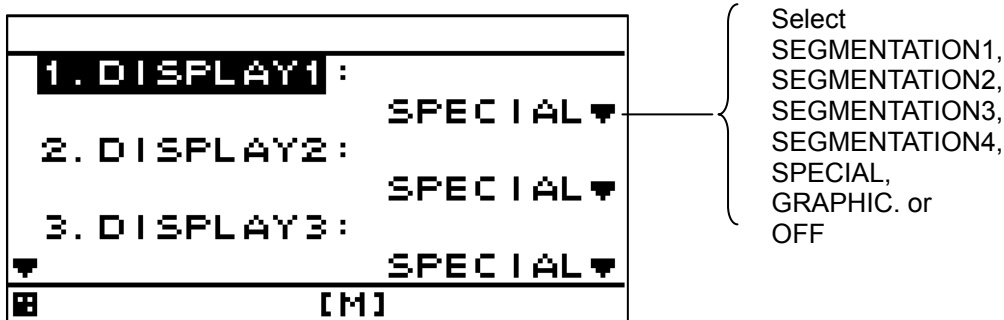 1.DISPLAY1:
SPECIAL▼
2.DISPLAY2:
SPECIAL▼
3.DISPLAY3:
▼ SPECIAL▼
[M]
Select
SEGMENTATION1,
SEGMENTATION2,
SEGMENTATION3,
SEGMENTATION4,
SPECIAL,
GRAPHIC. or
OFF